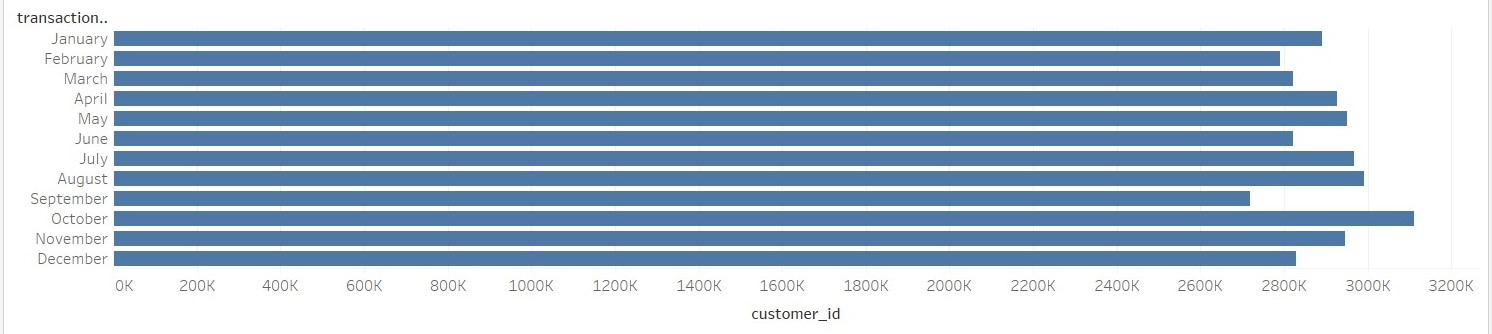 transaction..
January
February
March
April
May
June
July
August
September
October
November
December
0K 200K 400K 600K 800K 1000K 1200K 1400K 1600K 1800K 2000K 2200K 2400K 2600K 2800K 3000K 3200K
customer_id